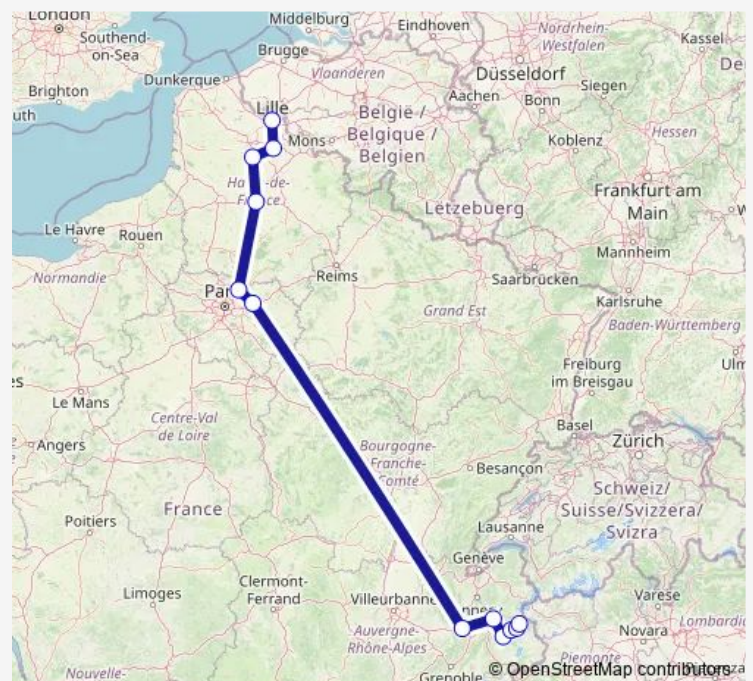 London
Southend-
on-Sea
Middelburg
Eindhoven
Nordrhein-
Westfalen
Kassel
Brugge
Dunkerque
Vlaanderen
Düsseldorf
Siegen
Brighton
Lille
Aachen
Bonn
uth
België /
Belgique /
Belgien
Mons
Koblenz
Hessen
Frankfurt am
Main
Lëtzebuerg
Le Havre
Rouen
Normandie
Reims
Mannheim
Saarbrücken
Karlsruhe
Grand Est
Baden-Württemberg
Ulm
Freiburg
im Breisgau
Le Mans
Centre-Val
de Loire
Basel
Zürich
Angers
Bourgogne-
Franche-
Comté
Besançon
France
Schweiz/
Suisse/Svizzera/
Svizra
Poitiers
Lausanne
Genève
Limoges
Clermont-
Ferrand
Villeurbanne
Varese
Auvergne-
Rhône-Alpes
Novara
Piemonte
Grenoble
Nouvelle-
© OpenStreetMap contributors